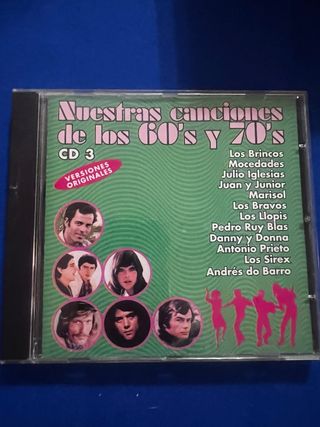 Nuestras canciones
de los 60's y 70's
CD 3
VERSIONES
ORIGINALES
Los Brincos
Mocedades
Julio Iglesias
Juan y Junior
Marisol
Los Bravos
Los Llopis
Pedro Ruy Blas
Danny y Donna
Antonio Prieto
Los Sirex
Andrés do Barro